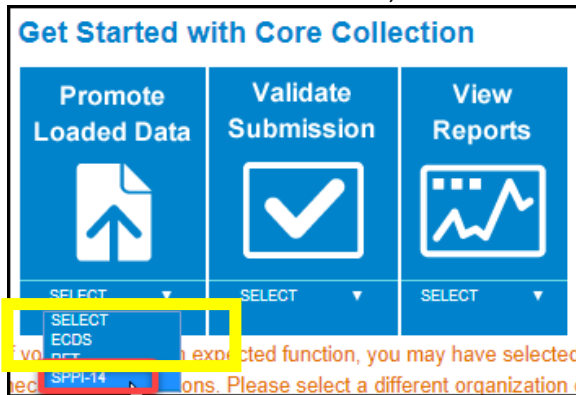 Get Started with Core Collection
Promote
Loaded Data
Validate
Submission
View
Reports
SELECT
SELECT
SELECT
SELECT
ECDS
SPPI-14
expected function, you may have selected
ons. Please select a different organization